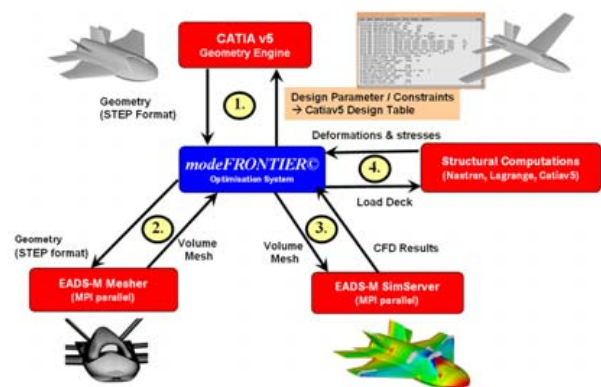 CATIA v5
Geometry Engine
Geometry
(STEP Format)
1.
Design Parameter / Constraints
→ Catiav5 Design Table
Deformations & stresses
modeFRONTIER©
Optimisation System
4.
Structural Computations
(Nastran, Lagrange, Catiav5)
Load Deck
2.
3.
Geometry
(STEP format)
Volume
Mesh
Volume
Mesh
CFD Results
EADS-M Mesher
(MPI parallel)
EADS-M SimServer
(MPI parallel)